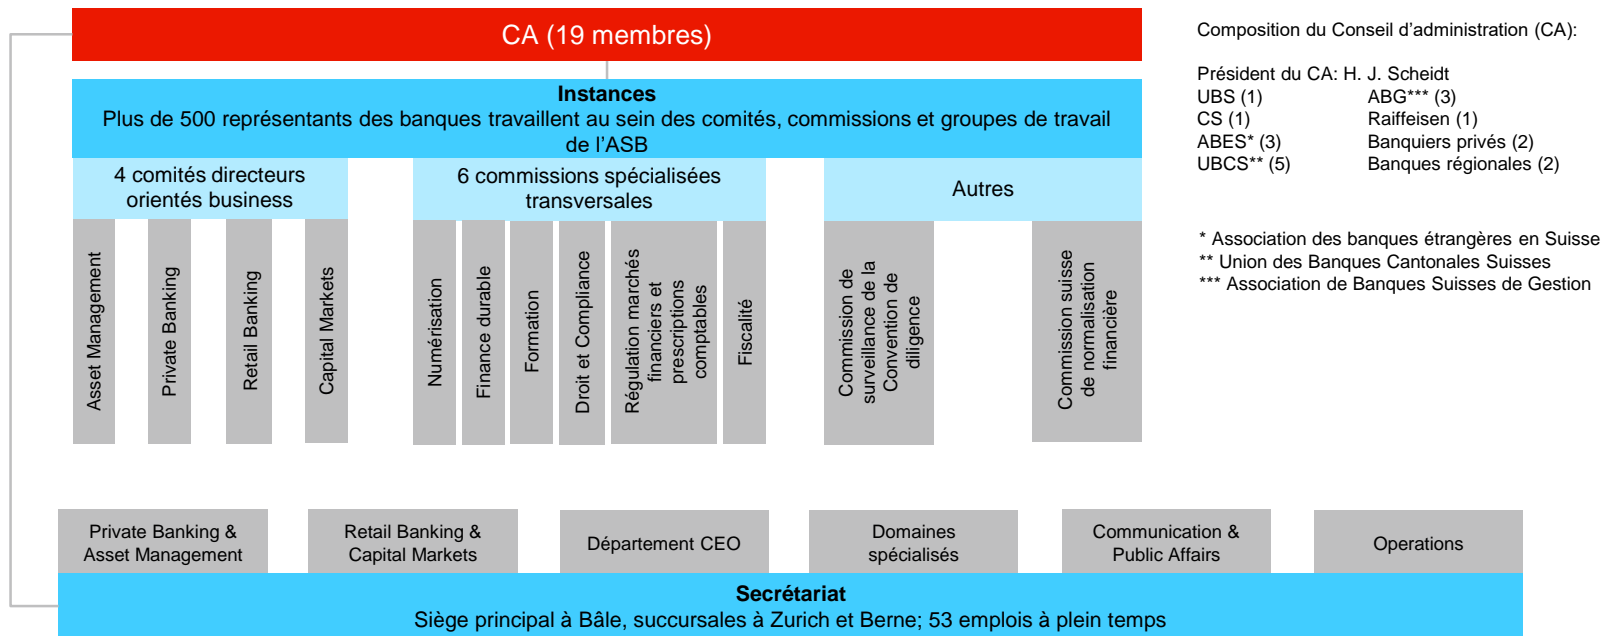 CA (19 membres)
Instances
Plus de 500 représentants des banques travaillent au sein des comités, commissions et groupes de travail
de l'ASB
4 comités directeurs
orientés business
6 commissions spécialisées
transversales
Autres
Asset Management
Private Banking
Retail Banking
Capital Markets
Numérisation
Finance durable
Formation
Droit et Compliance
Régulation marchés
financiers et
prescriptions
comptables
Fiscalité
Commission de
surveillance de la
Convention de
diligence
Commission suisse
de normalisation
financière
Composition du Conseil d'administration (CA):
Président du CA: H. J. Scheidt
UBS (1) ABG*** (3)
CS (1) Raiffeisen (1)
ABES* (3) Banquiers privés (2)
UBCS** (5) Banques régionales (2)
* Association des banques étrangères en Suisse
** Union des Banques Cantonales Suisses
*** Association de Banques Suisses de Gestion
Private Banking &
Asset Management
Retail Banking &
Capital Markets
Département CEO
Domaines
spécialisés
Communication &
Public Affairs
Operations
Secrétariat
Siège principal à Bâle, succursales à Zurich et Berne; 53 emplois à plein temps